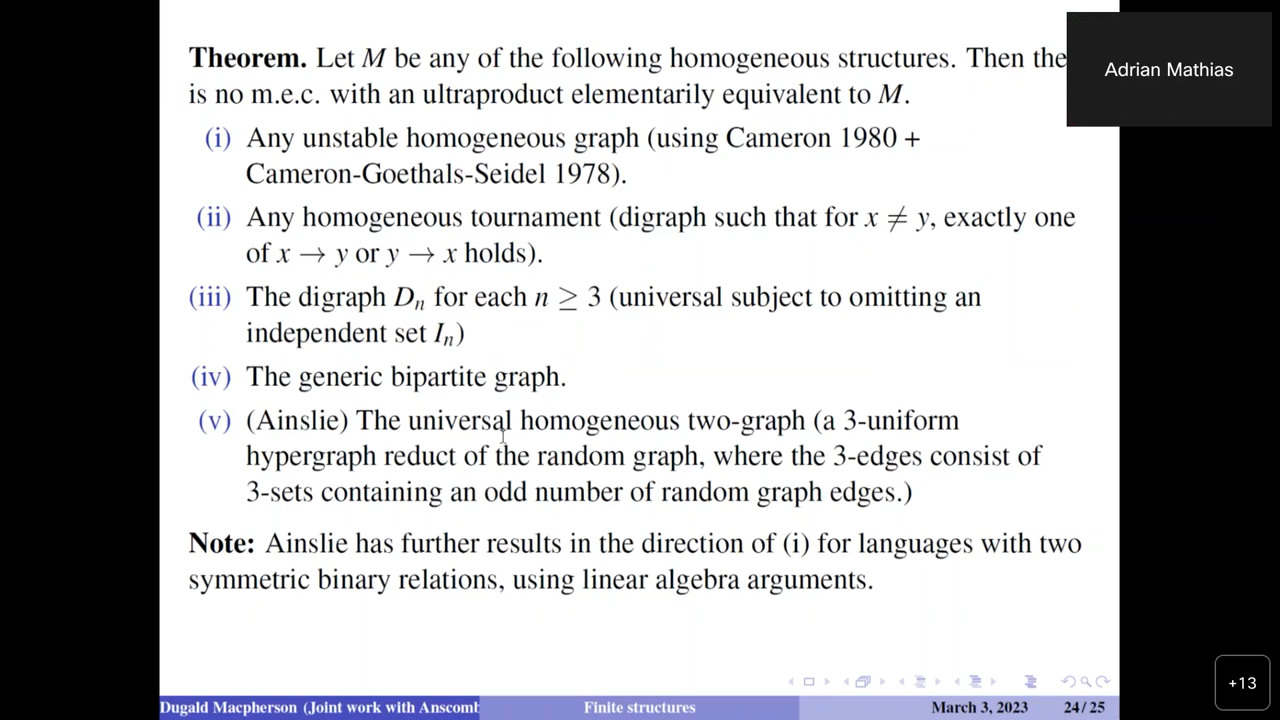 Theorem. Let M be any of the following homogeneous structures. Then the
is no m.e.c. with an ultraproduct elementarily equivalent to M.
(i) Any unstable homogeneous graph (using Cameron 1980 +
Cameron-Goethals-Seidel 1978).
(ii) Any homogeneous tournament (digraph such that for x ≠ y, exactly one
of x → y or y → x holds).
(iii) The digraph Dₙ for each n ≥ 3 (universal subject to omitting an
independent set Iₙ)
(iv) The generic bipartite graph.
(v) (Ainslie) The universal homogeneous two-graph (a 3-uniform
hypergraph reduct of the random graph, where the 3-edges consist of
3-sets containing an odd number of random graph edges.)
Note: Ainslie has further results in the direction of (i) for languages with two
symmetric binary relations, using linear algebra arguments.
Dugald Macpherson (Joint work with Anscomb
Finite structures
March 3, 2023
24/25
Adrian Mathias
+13